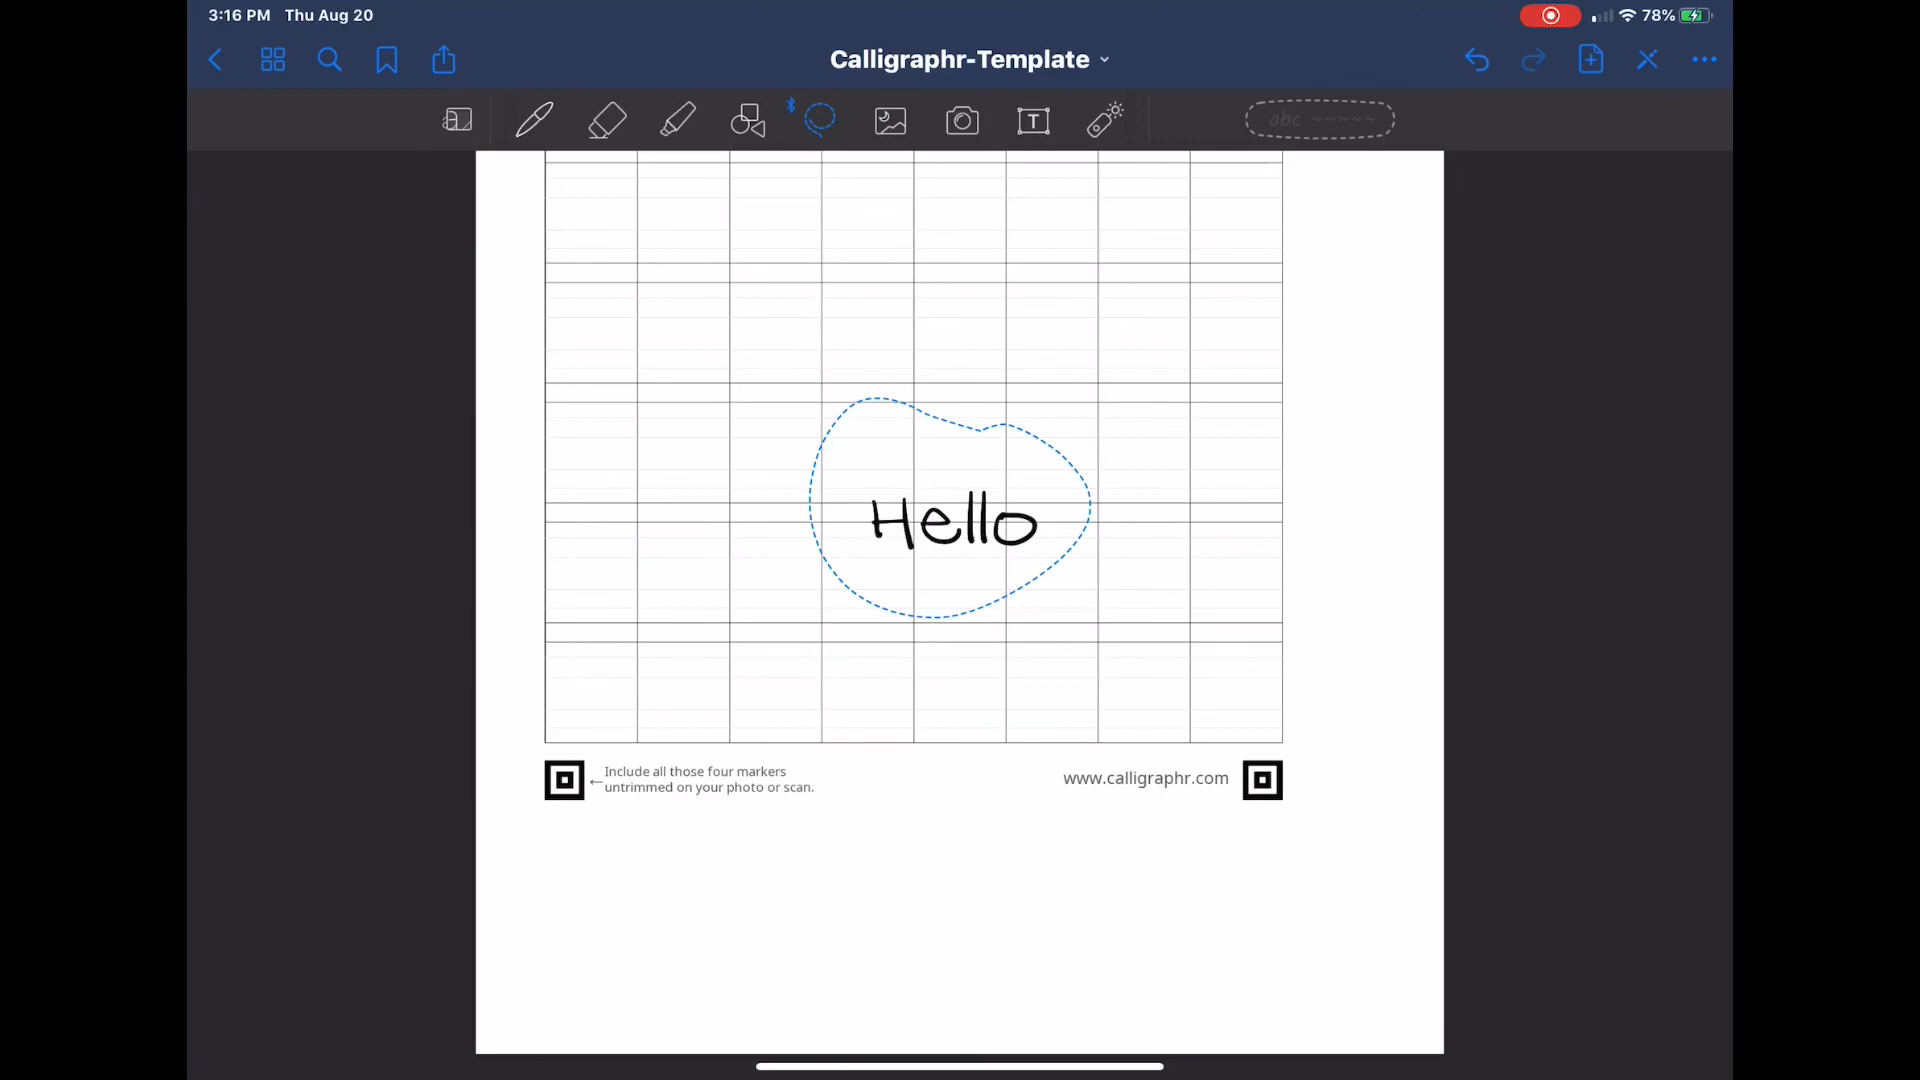 3:16 PM Thu Aug 20
78%
Calligraphr-Template
T
abc
Hello
←Include all those four markers
untrimmed on your photo or scan.
www.calligraphr.com